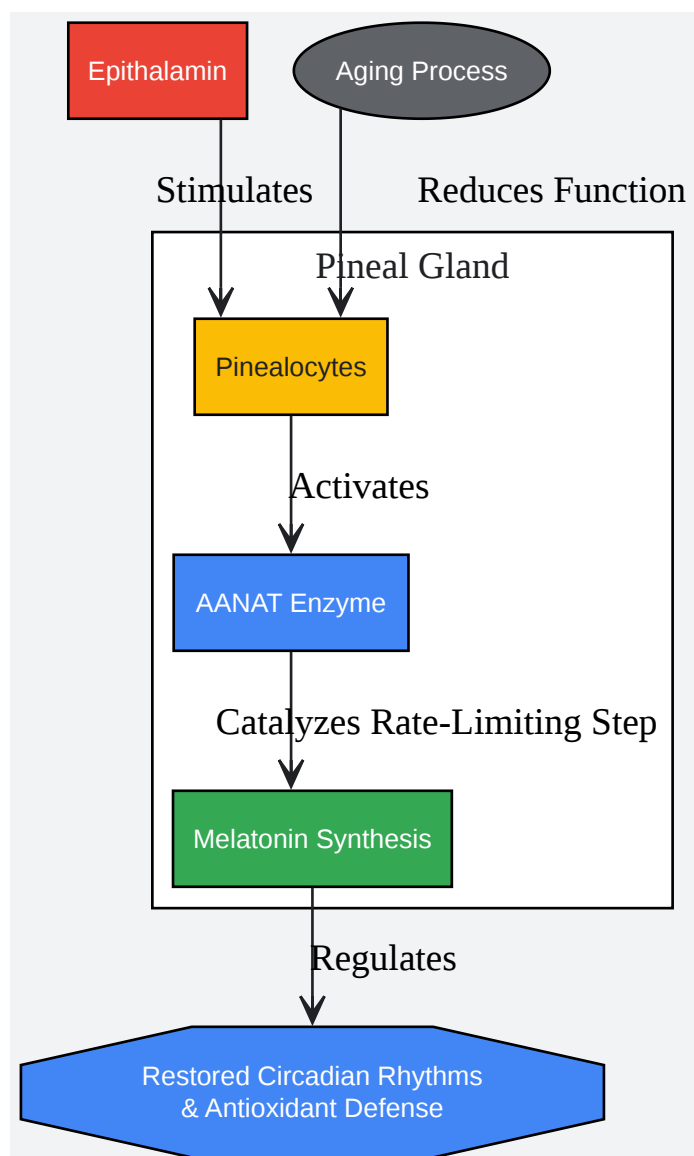 Epithalamin
Aging Process
Stimulates
Reduces Function
Pineal Gland
Pinealocytes
Activates
AANAT Enzyme
Catalyzes Rate-Limiting Step
Melatonin Synthesis
Regulates
Restored Circadian Rhythms
& Antioxidant Defense